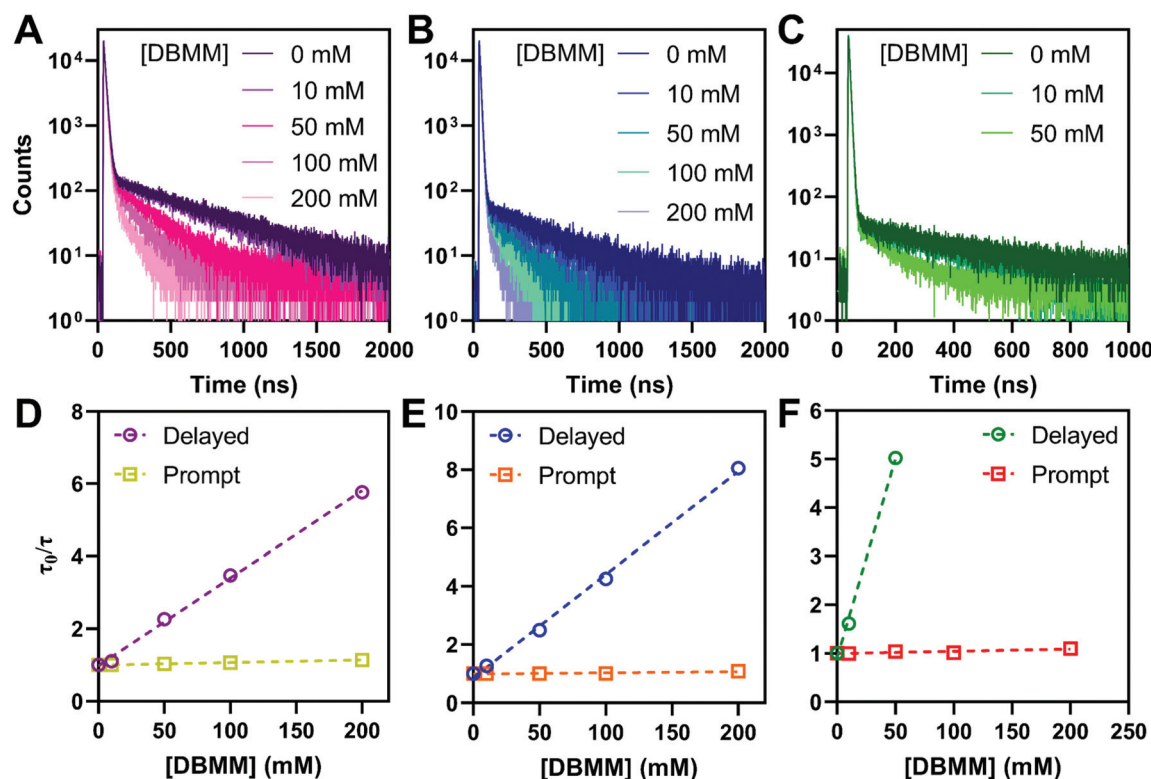 A
[DBMM]
0 mM
10 mM
50 mM
100 mM
200 mM
10⁴
10³
10²
10¹
10⁰
Counts
0 500 1000 1500 2000
Time (ns)
B
[DBMM]
0 mM
10 mM
50 mM
100 mM
200 mM
10⁴
10³
10²
10¹
10⁰
0 500 1000 1500 2000
Time (ns)
C
[DBMM]
0 mM
10 mM
50 mM
10⁴
10³
10²
10¹
10⁰
0 200 400 600 800 1000
Time (ns)
D
Delayed
Prompt
8
6
4
2
0
τ₀/τ
0 50 100 150 200
[DBMM] (mM)
E
Delayed
Prompt
10
8
6
4
2
0
0 50 100 150 200
[DBMM] (mM)
F
Delayed
Prompt
6
5
4
3
2
1
0
0 50 100 150 200 250
[DBMM] (mM)